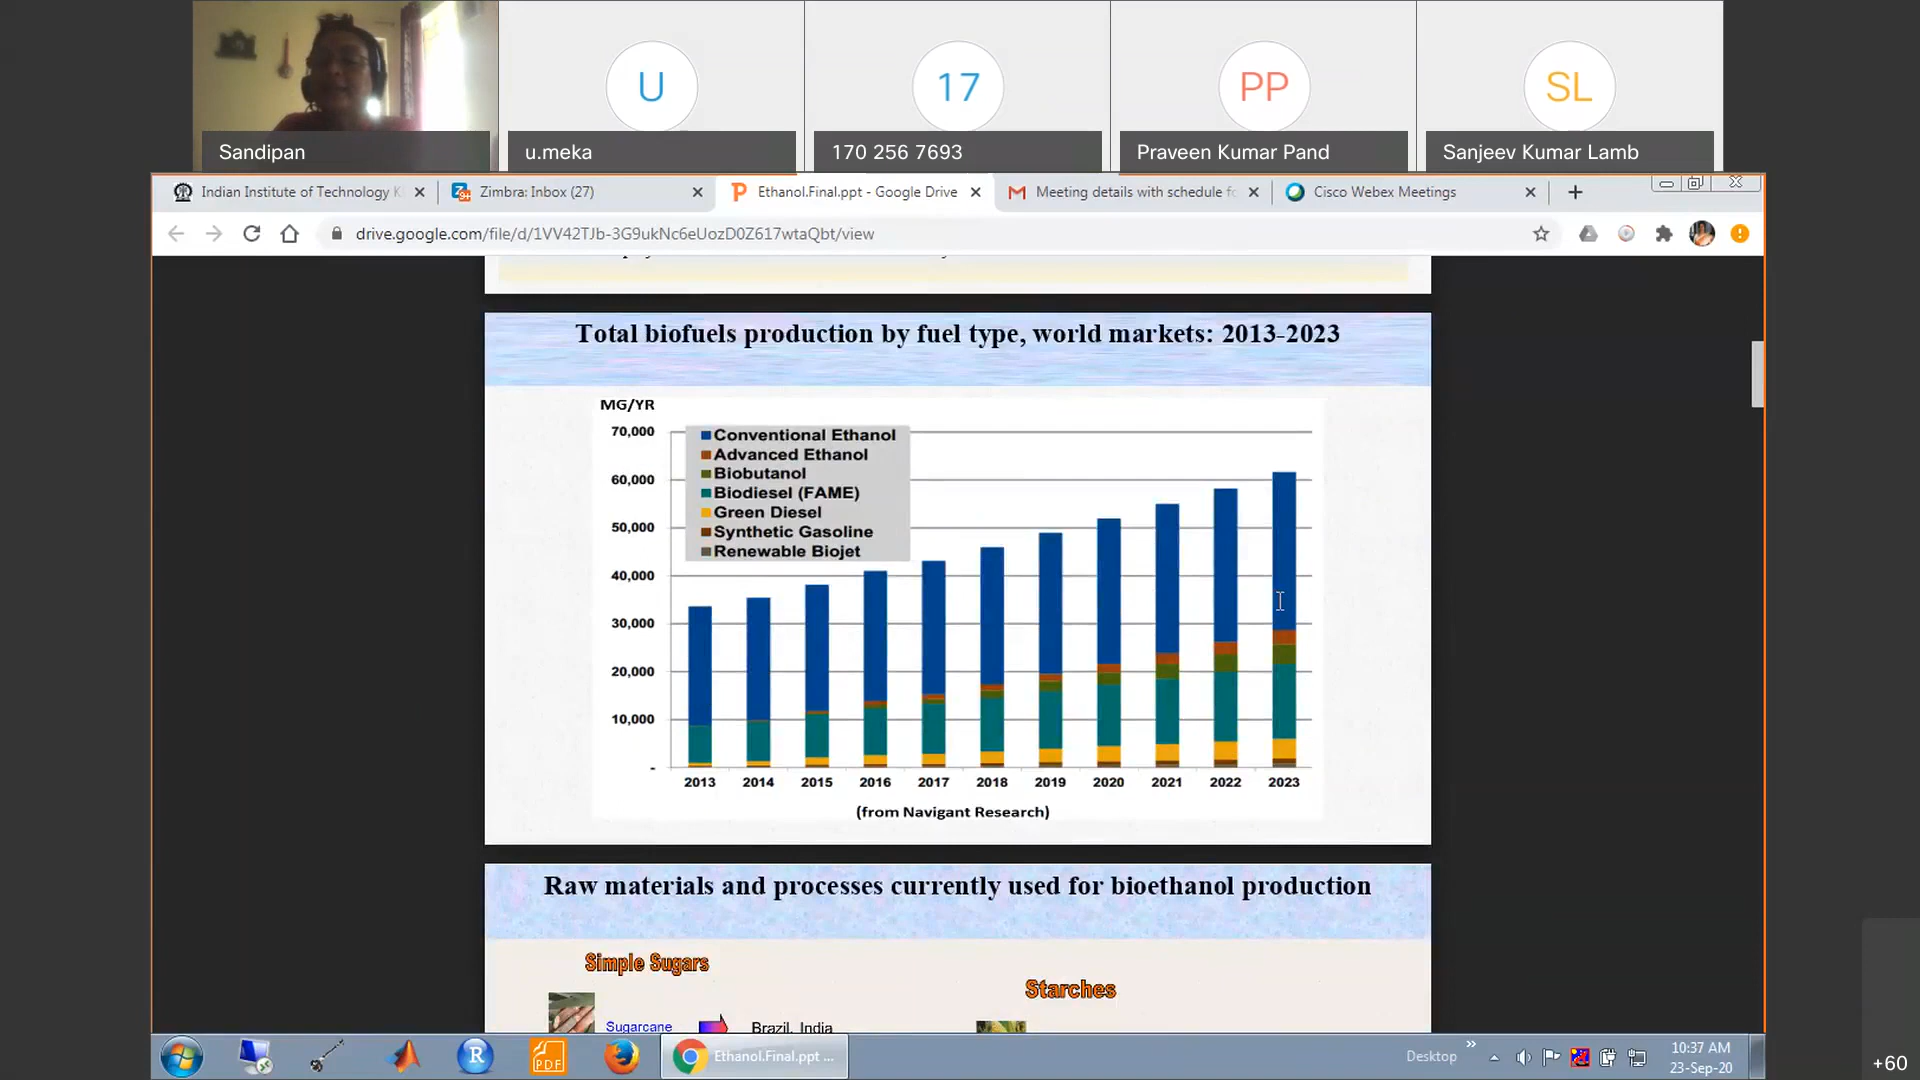 U
17
PP
SL
Sandipan
u.meka
170 256 7693
Praveen Kumar Pand
Sanjeev Kumar Lamb
Indian Institute of Technology K
Zimbra: Inbox (27)
Ethanol.Final.ppt - Google Drive
Meeting details with schedule fo
Cisco Webex Meetings
drive.google.com/file/d/1VV42TJb-3G9ukNc6eUozD0Z617wtaQbt/view
Total biofuels production by fuel type, world markets: 2013-2023
MG/YR
70,000
60,000
50,000
40,000
30,000
20,000
10,000
-
Conventional Ethanol
Advanced Ethanol
Biobutanol
Biodiesel (FAME)
Green Diesel
Synthetic Gasoline
Renewable Biojet
2013 2014 2015 2016 2017 2018 2019 2020 2021 2022 2023
(from Navigant Research)
Raw materials and processes currently used for bioethanol production
Simple Sugars
Starches
Sugarcane
Brazil, India
Ethanol.Final.ppt ...
Desktop
10:37 AM
23-Sep-20
+60